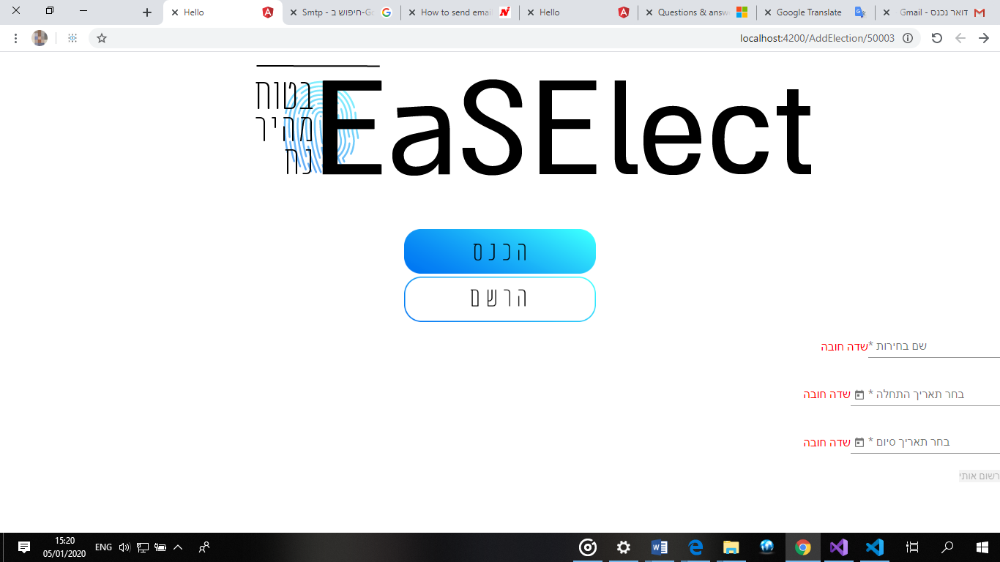 Hello
Smtp - חיפוש ב-Go
How to send email
Hello
Questions & answ
Google Translate
דואר נכנס - Gmail
localhost:4200/AddElection/50003
EaSElect
בטוח
מהיר
נח
הכנס
הרשם
שם בחירות * שדה חובה
בחר תאריך התחלה * שדה חובה
בחר תאריך סיום * שדה חובה
רשום אותי
15:20
ENG
05/01/2020